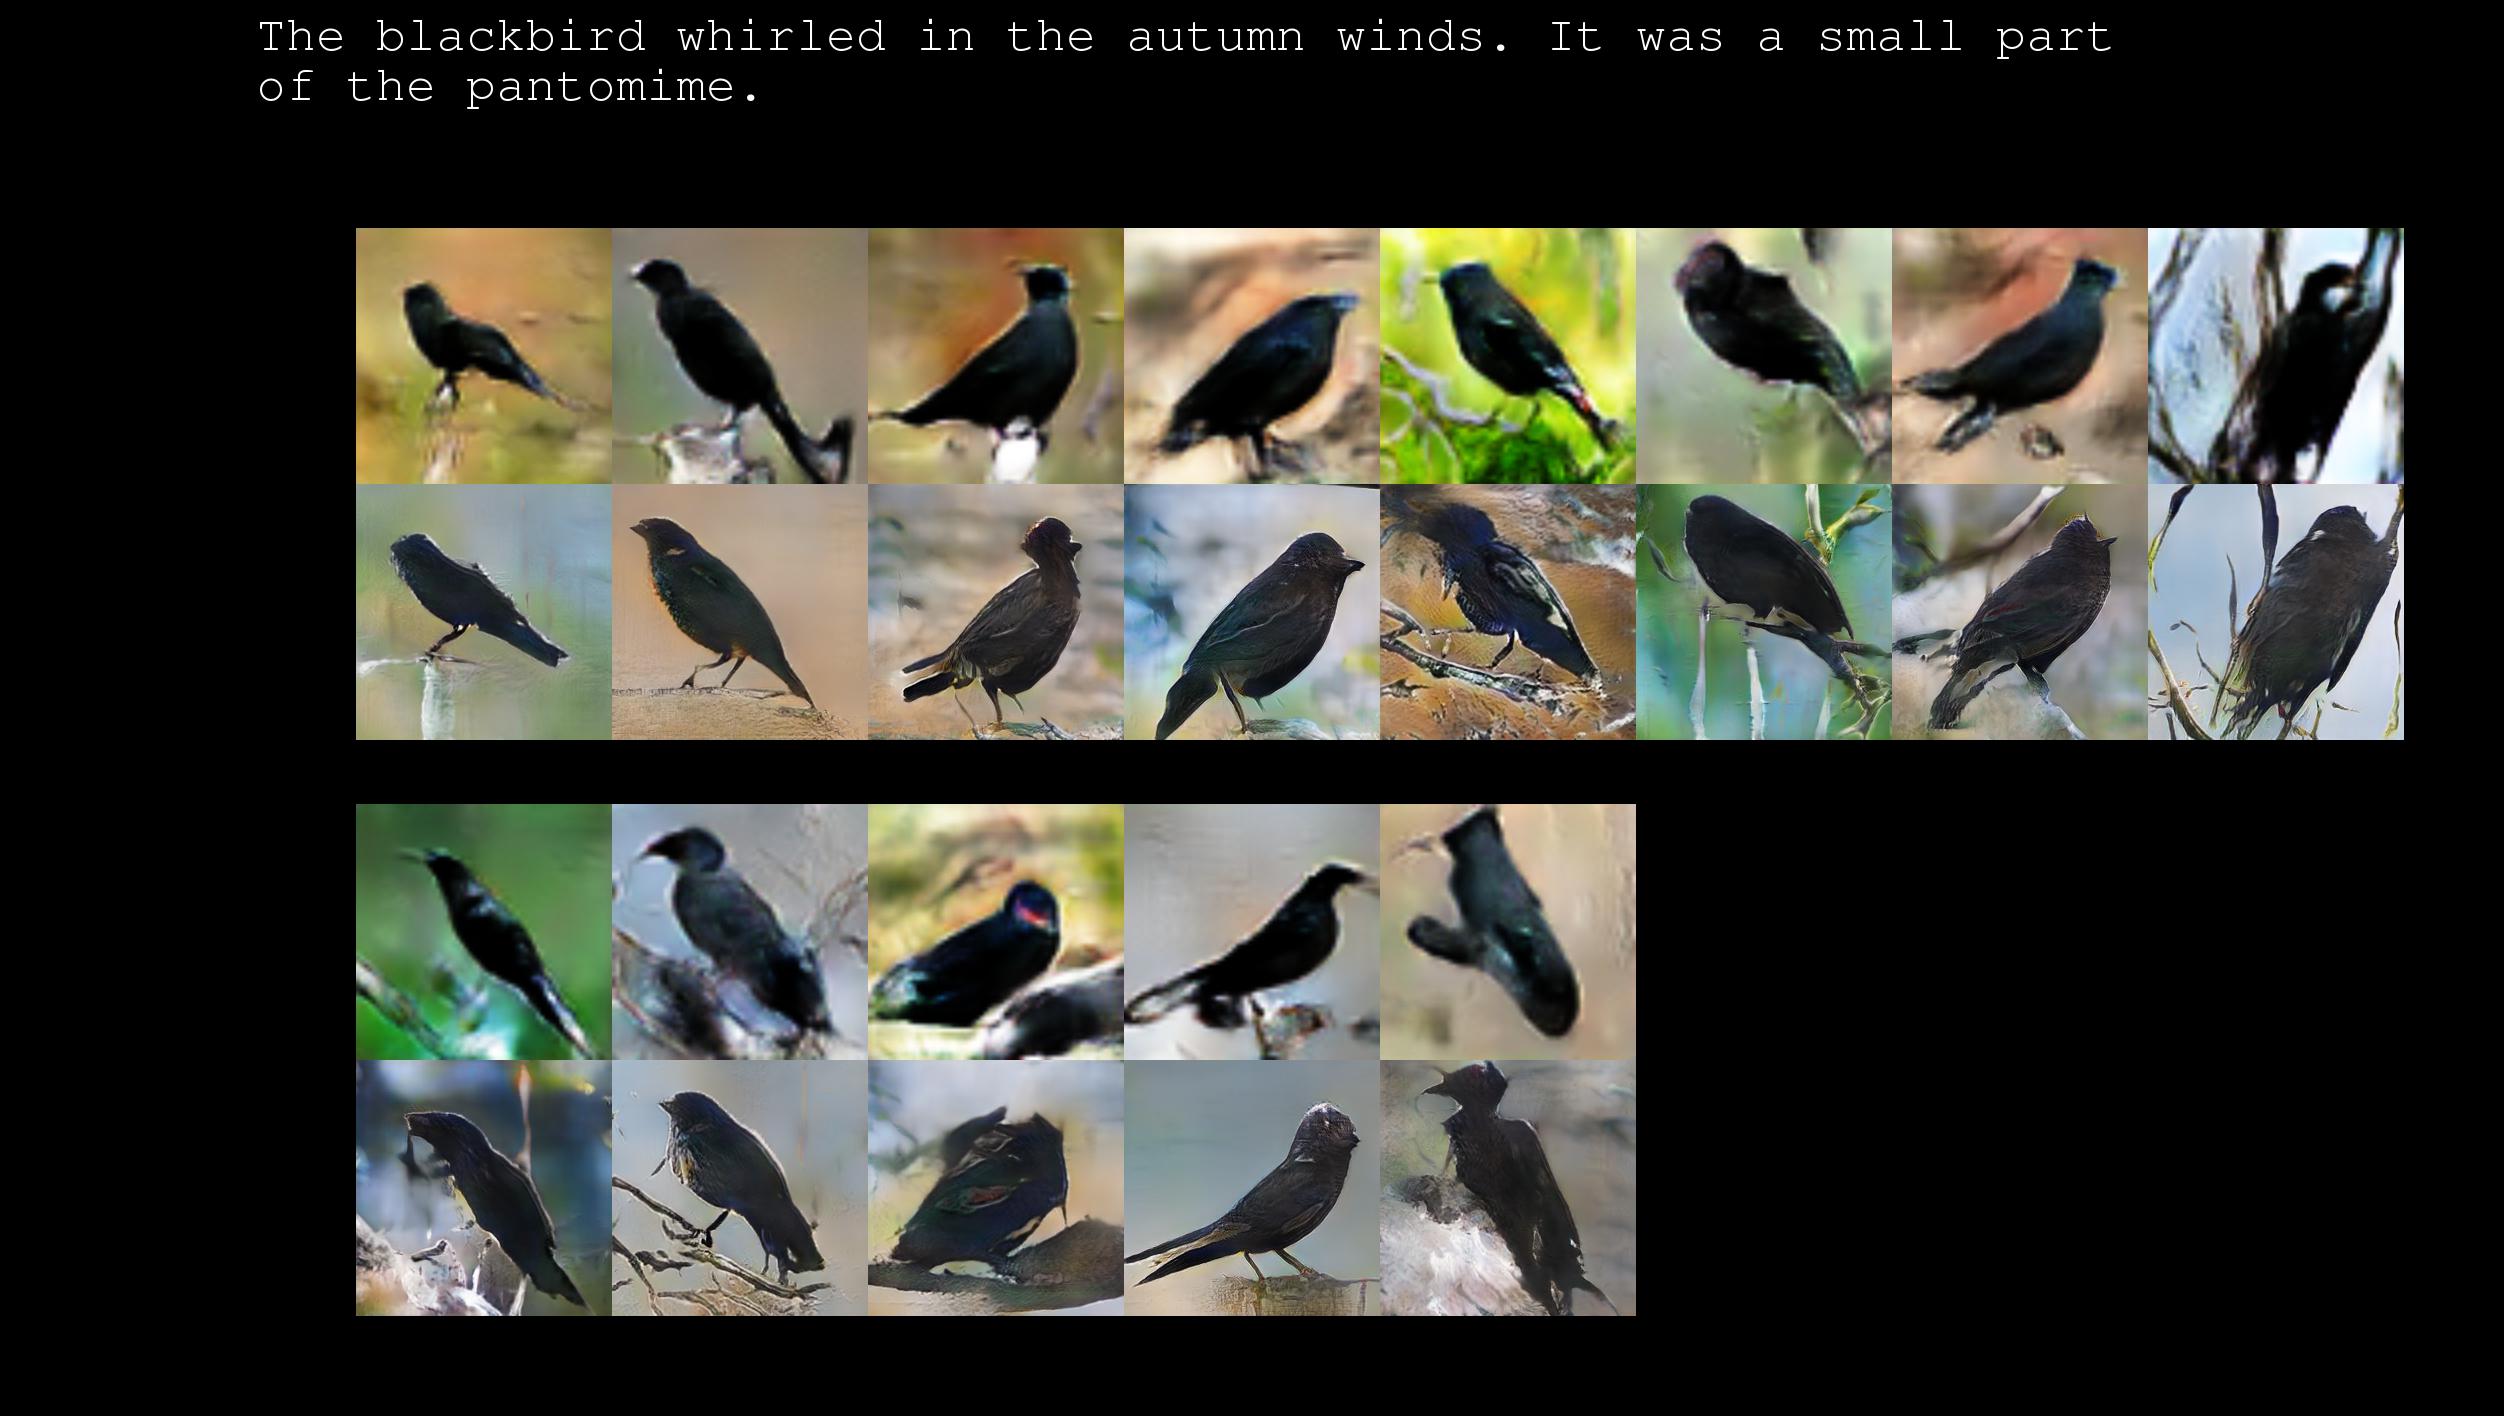 The blackbird whirled in the autumn winds. It was a small part
of the pantomime.